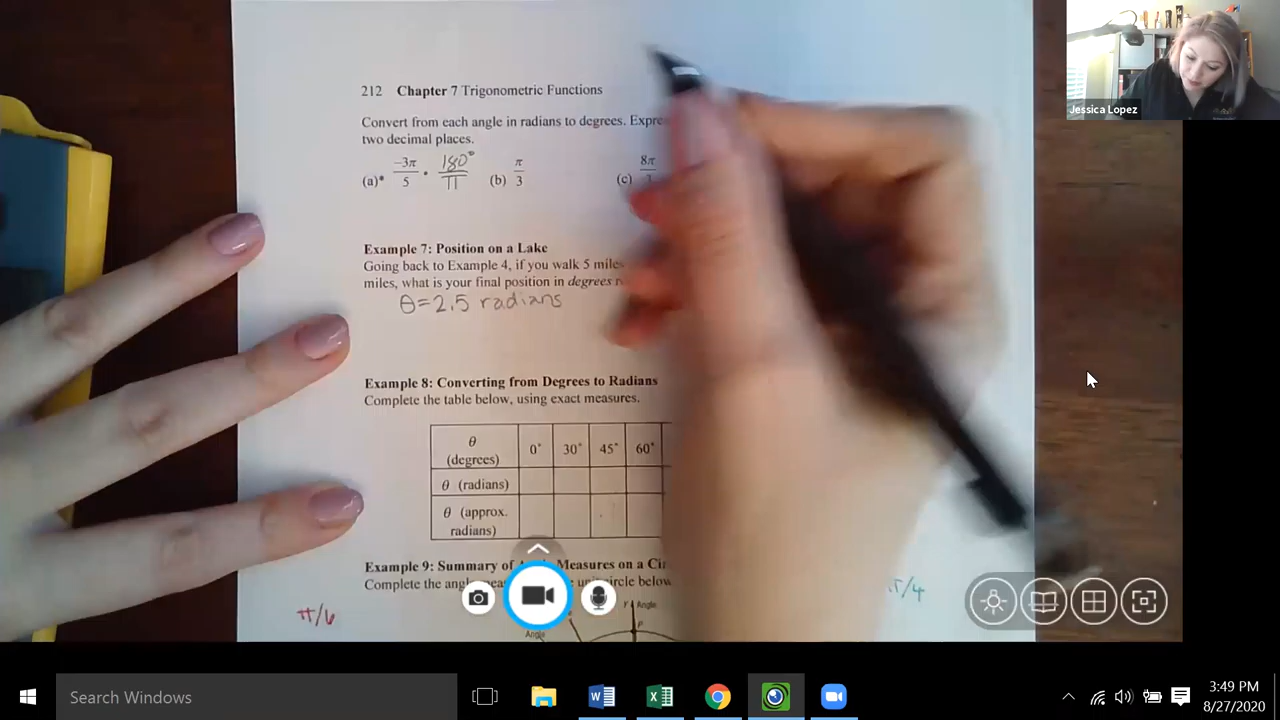 Jessica Lopez
212 Chapter 7 Trigonometric Functions
Convert from each angle in radians to degrees. Expre
two decimal places.
(a)* -3π/5 · 180°/π (b) π/3 (c) 8π
Example 7: Position on a Lake
Going back to Example 4, if you walk 5 miles
miles, what is your final position in degrees
θ = 2.5 radians
Example 8: Converting from Degrees to Radians
Complete the table below, using exact measures.
θ (degrees) 0° 30° 45° 60°
θ (radians)
θ (approx. radians)
Example 9: Summary of Measures on a Ci
Complete the circle below
π/4
π/6
Y Angle
P
Angle
Search Windows
3:49 PM
8/27/2020